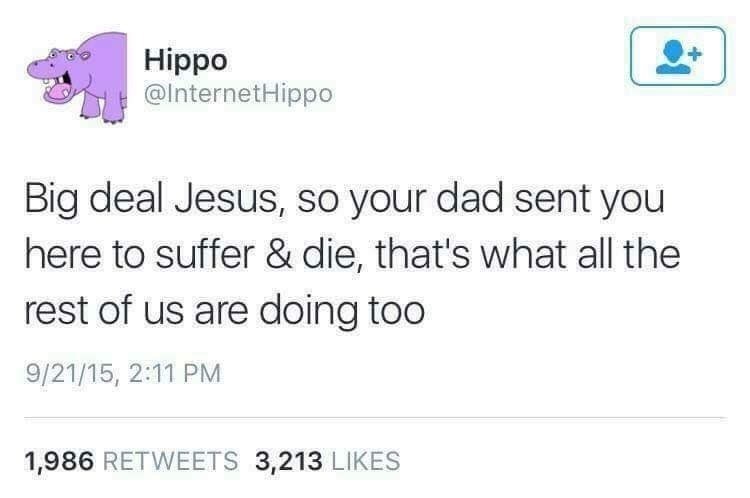 Hippo
@InternetHippo
Big deal Jesus, so your dad sent you
here to suffer & die, that's what all the
rest of us are doing too
9/21/15, 2:11 PM
1,986 RETWEETS 3,213 LIKES